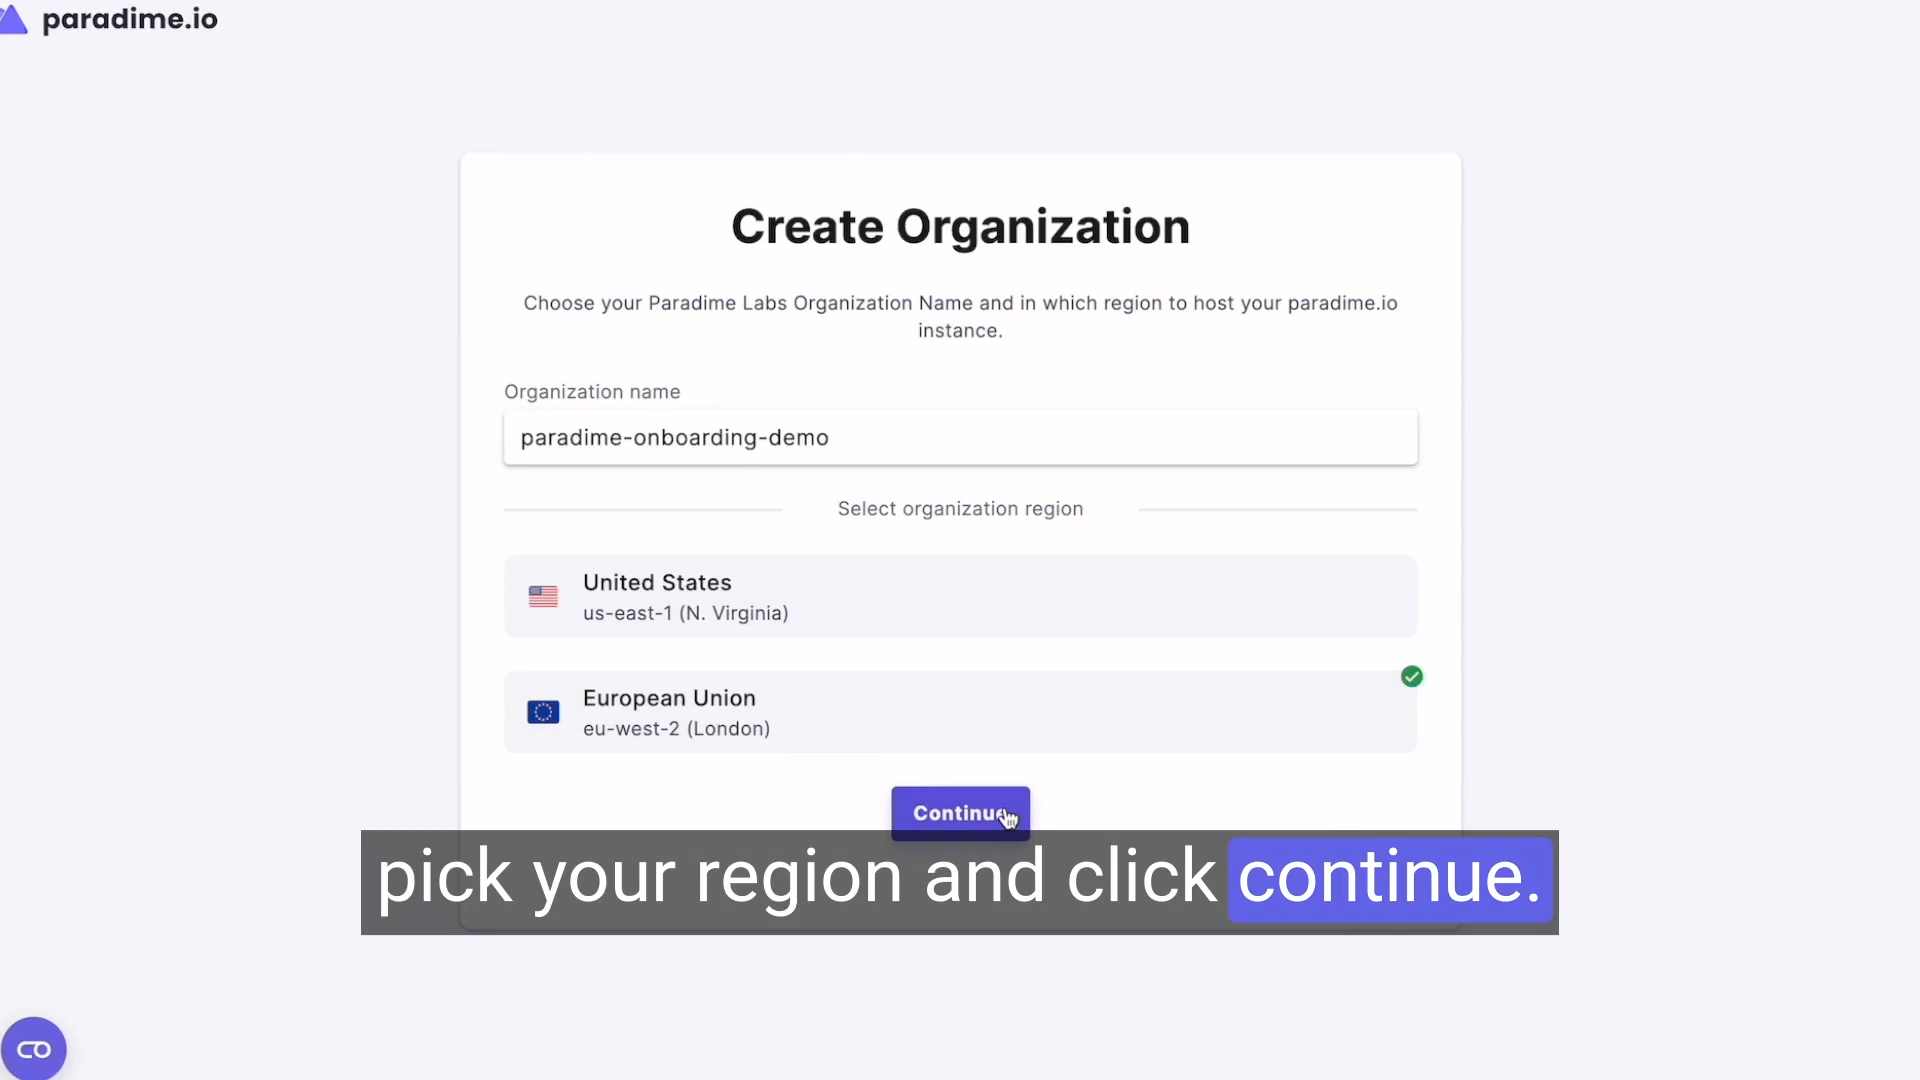 paradime.io
Create Organization
Choose your Paradime Labs Organization Name and in which region to host your paradime.io
instance.
Organization name
paradime-onboarding-demo
Select organization region
United States
us-east-1 (N. Virginia)
European Union
eu-west-2 (London)
Continue
pick your region and click continue.